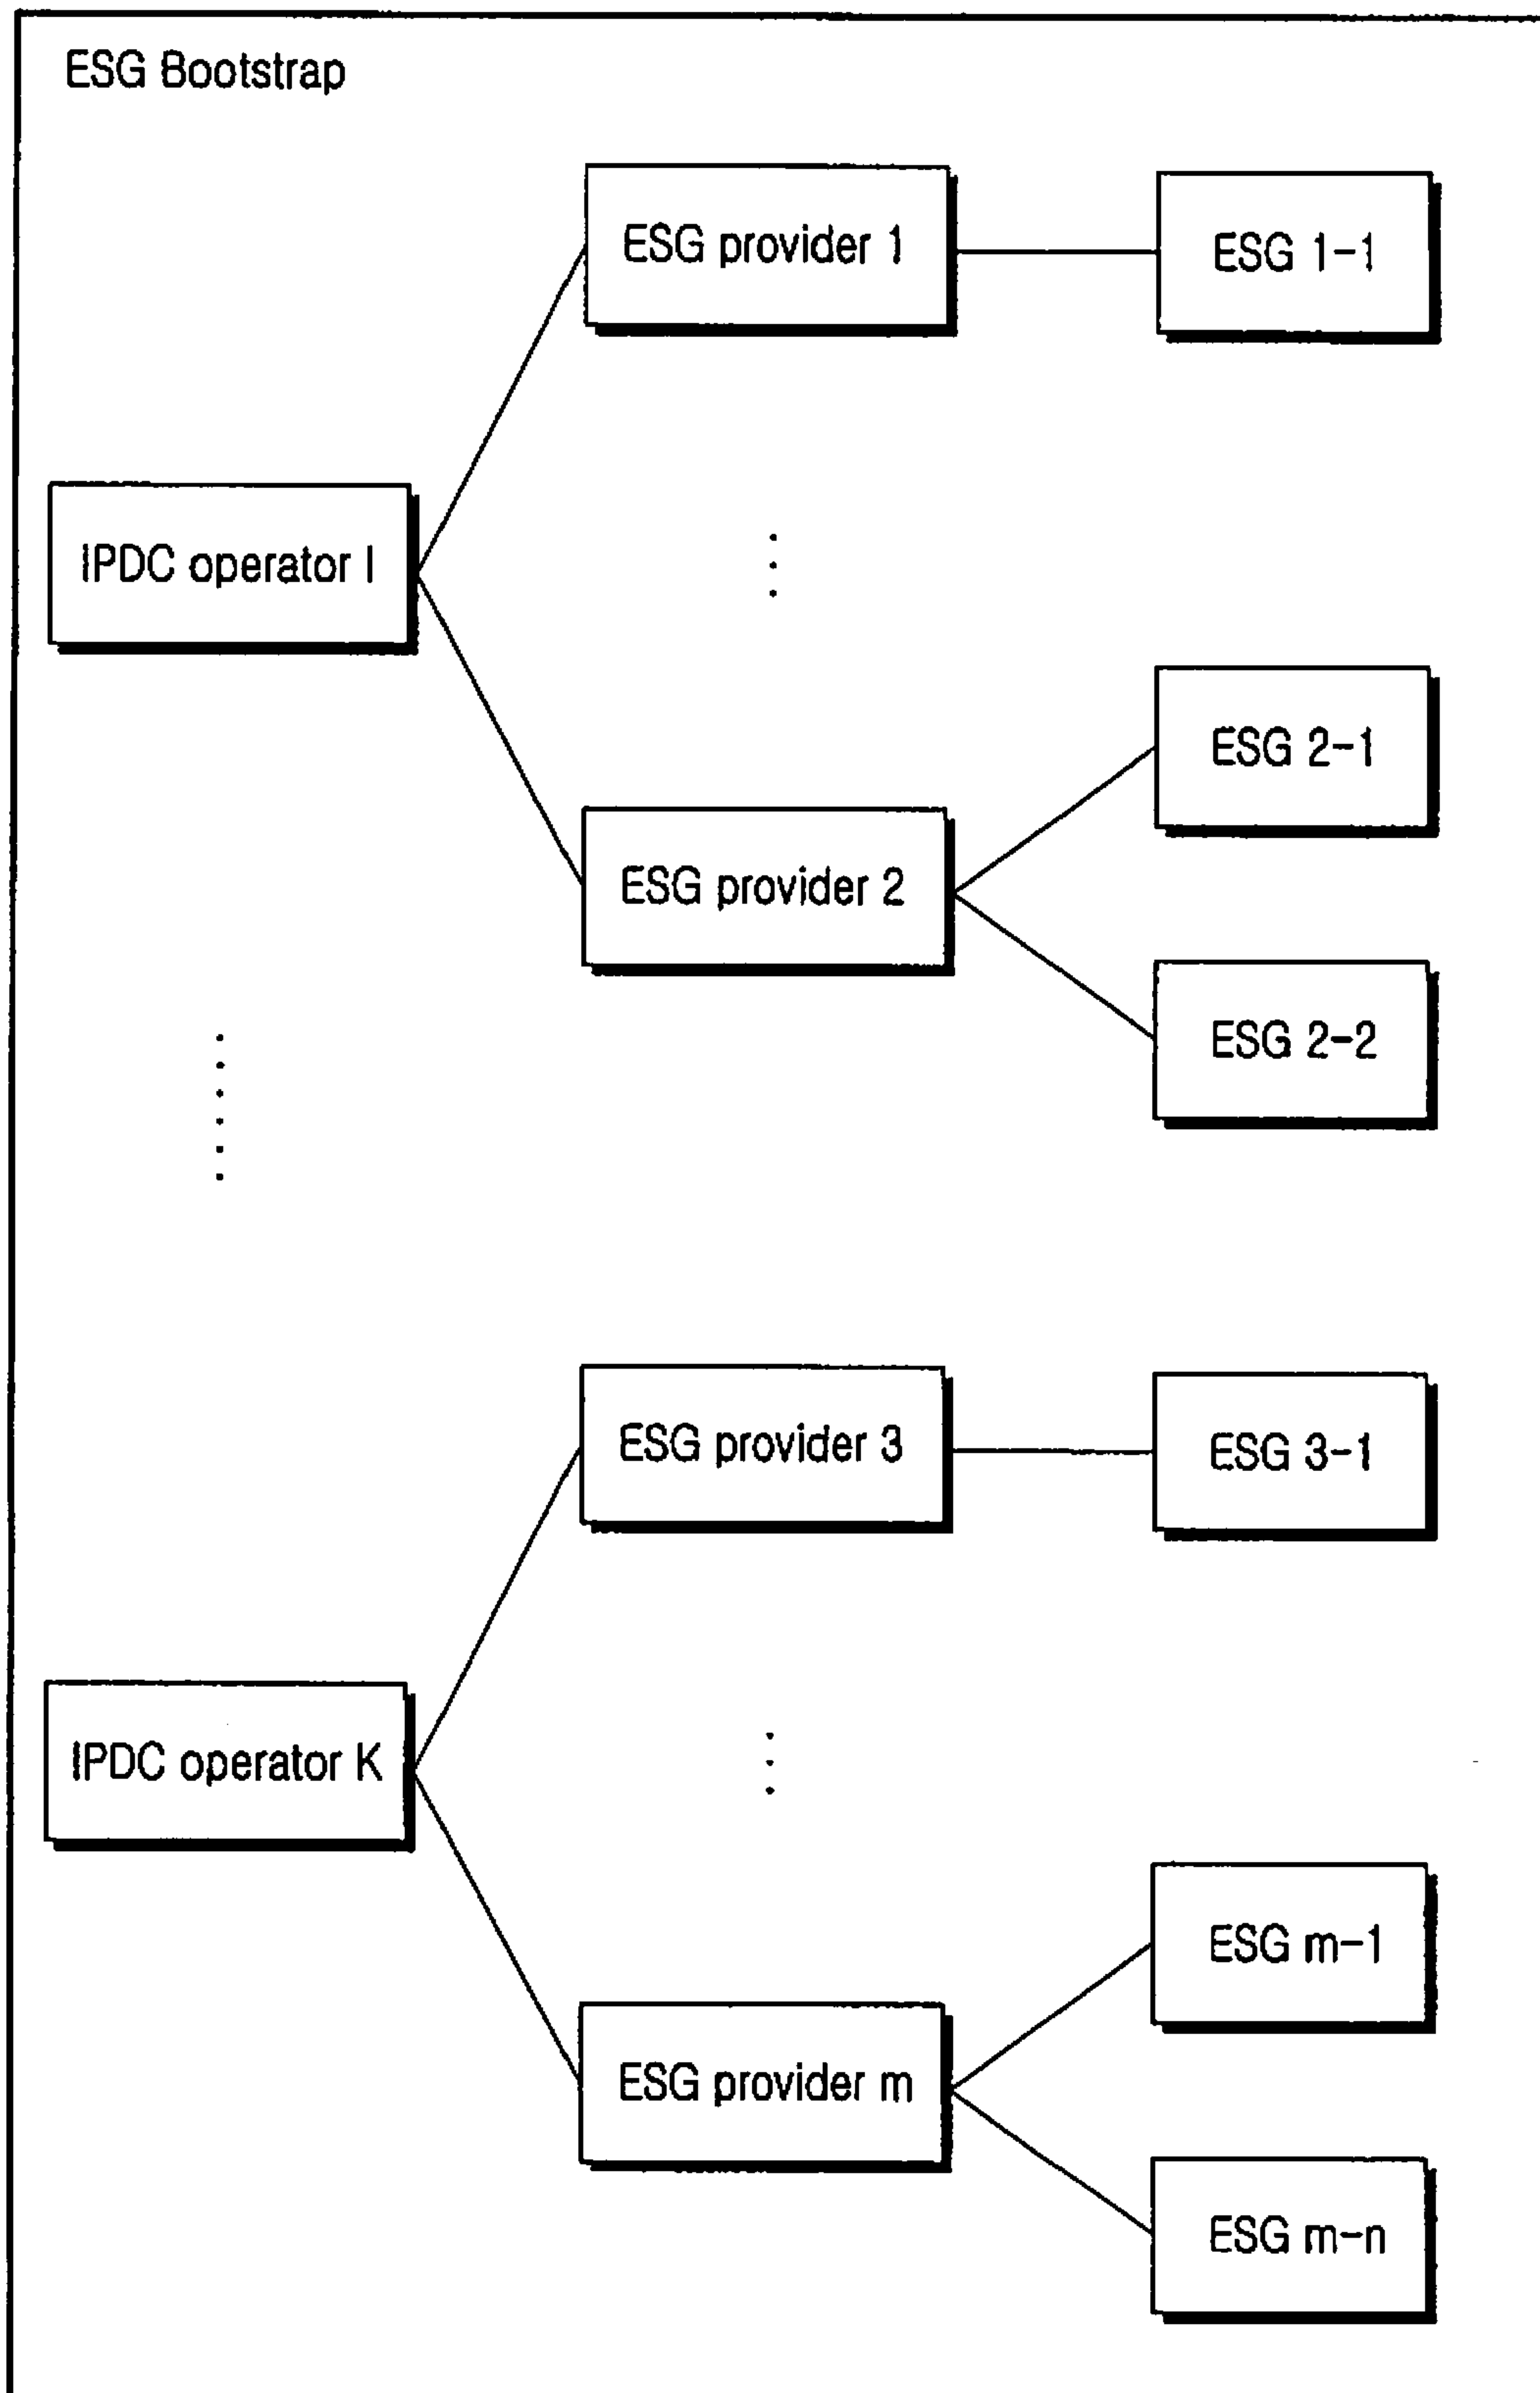 ESG Bootstrap
ESG provider 1
ESG 1-1
IPDC operator I
ESG 2-1
ESG provider 2
ESG 2-2
ESG provider 3
ESG 3-1
IPDC operator K
ESG m-1
ESG provider m
ESG m-n